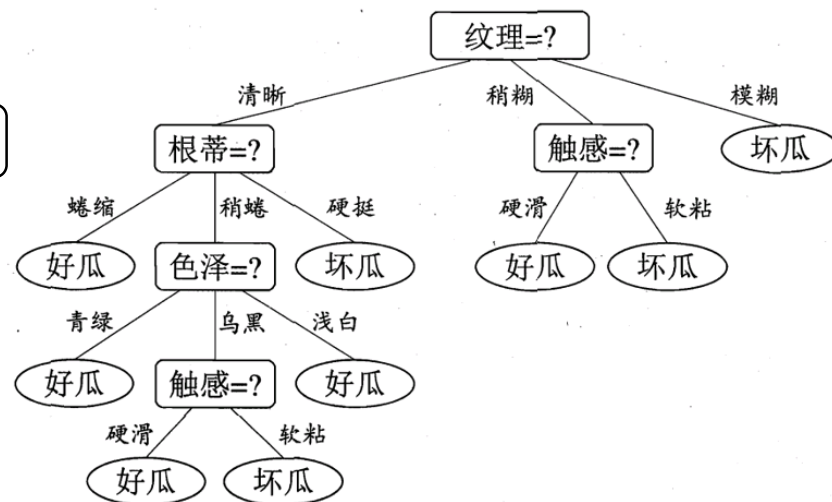 纹理=?
清晰 稍糊 模糊
根蒂=? 触感=? 坏瓜
蜷缩 稍蜷 硬挺 硬滑 软粘
好瓜 色泽=? 坏瓜 好瓜 坏瓜
青绿 乌黑 浅白
好瓜 触感=? 好瓜
硬滑 软粘
好瓜 坏瓜